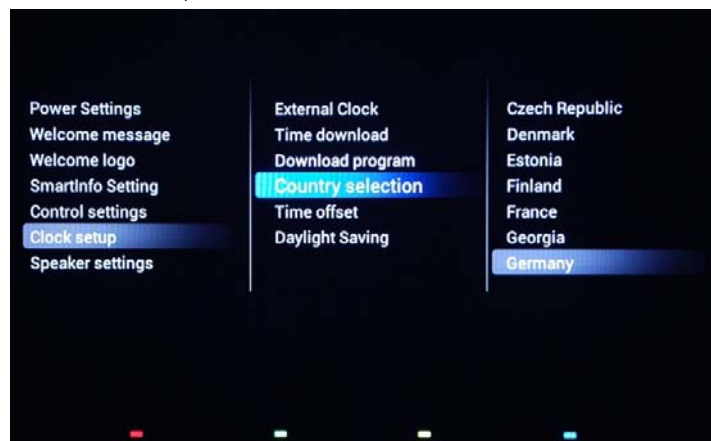 Power Settings
Welcome message
Welcome logo
SmartInfo Setting
Control settings
Clock setup
Speaker settings
External Clock
Time download
Download program
Country selection
Time offset
Daylight Saving
Czech Republic
Denmark
Estonia
Finland
France
Georgia
Germany